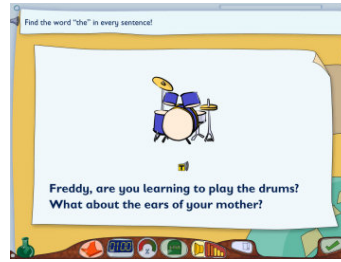 Find the word "the" in every sentence!
Freddy, are you learning to play the drums?
What about the ears of your mother?